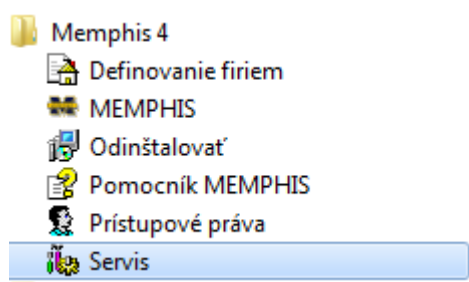 Memphis 4
Definovanie firiem
MEMPHIS
Odinštalovať
Pomocník MEMPHIS
Prístupové práva
Servis